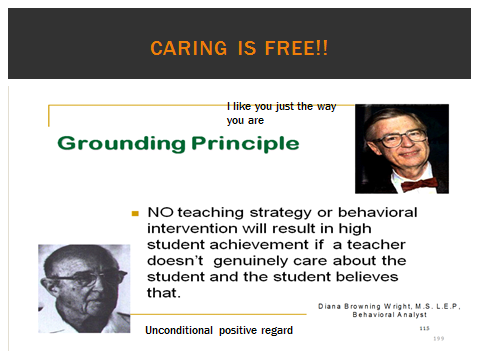 CARING IS FREE!!
I like you just the way
you are
Grounding Principle
NO teaching strategy or behavioral
intervention will result in high
student achievement if a teacher
doesn't genuinely care about the
student and the student believes
that.
Diana Browning Wright, M.S. L.E.P,
Behavioral Analyst
Unconditional positive regard
115
199